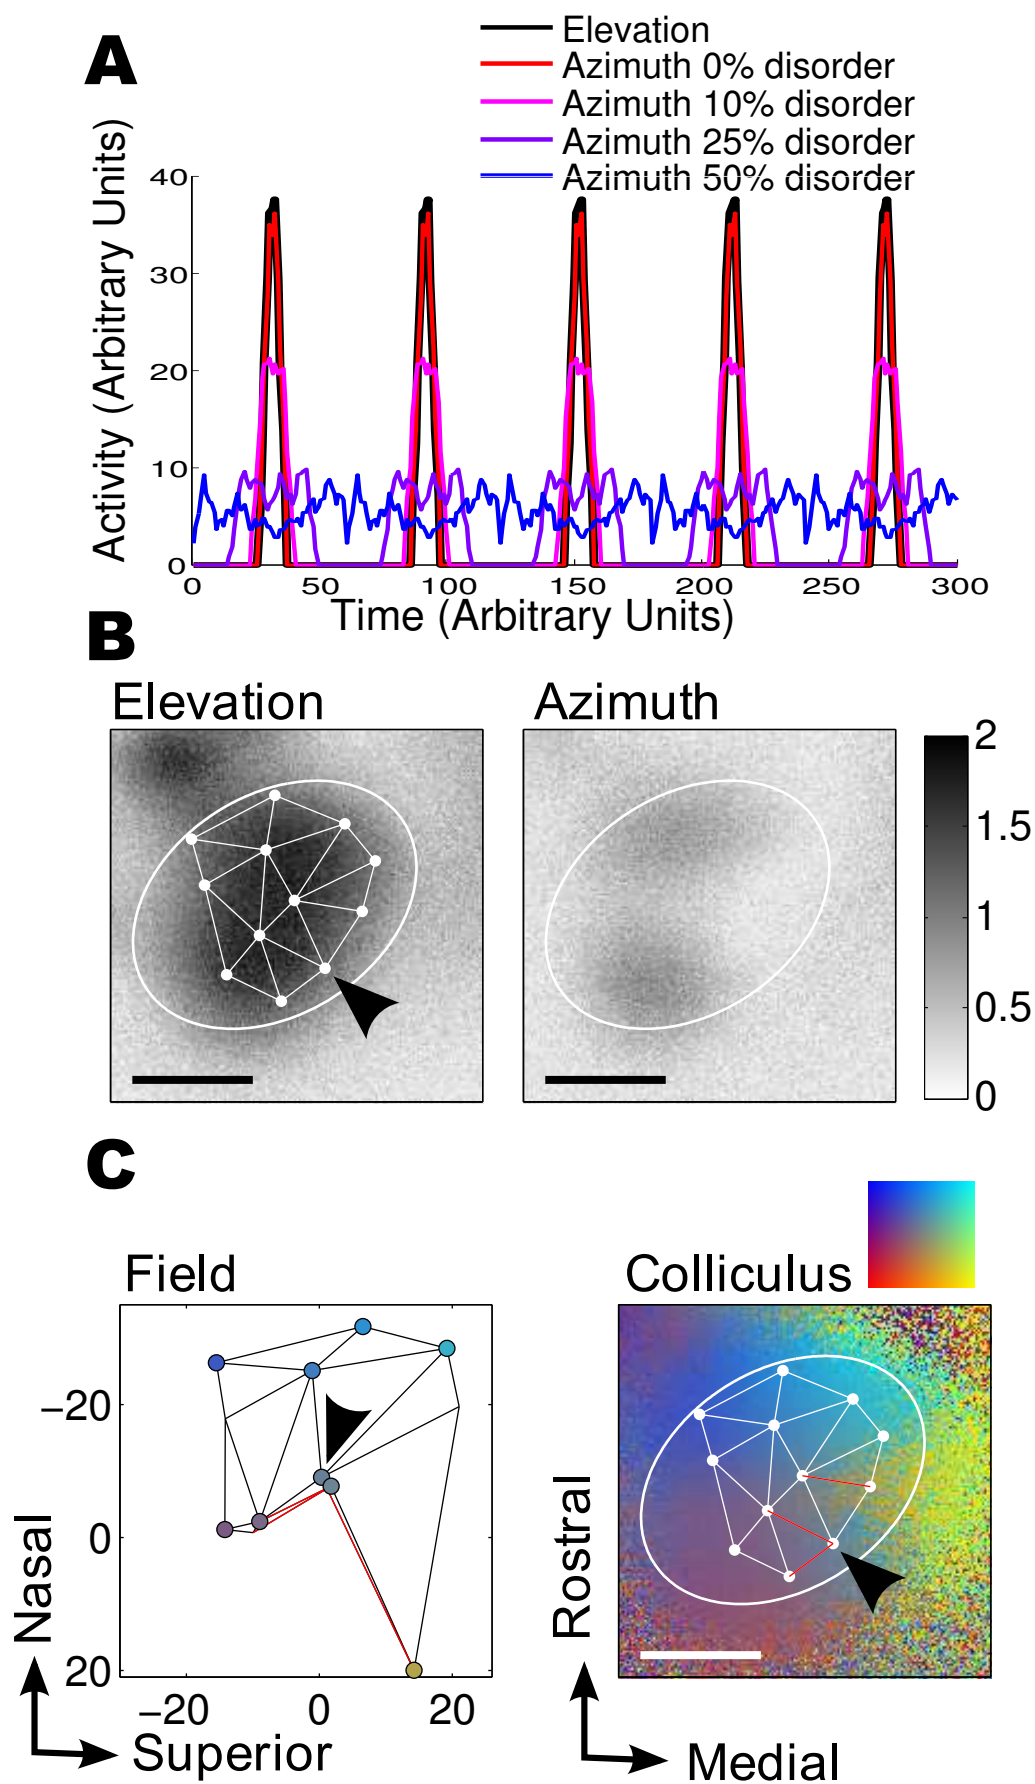 A
Elevation
Azimuth 0% disorder
Azimuth 10% disorder
Azimuth 25% disorder
Azimuth 50% disorder
Activity (Arbitrary Units)
40
30
20
10
0
0 50 100 150 200 250 300
Time (Arbitrary Units)
B
Elevation
Azimuth
2
1.5
1
0.5
0
C
Field
Colliculus
−20
0
20
−20 0 20
Nasal
Superior
Rostral
Medial